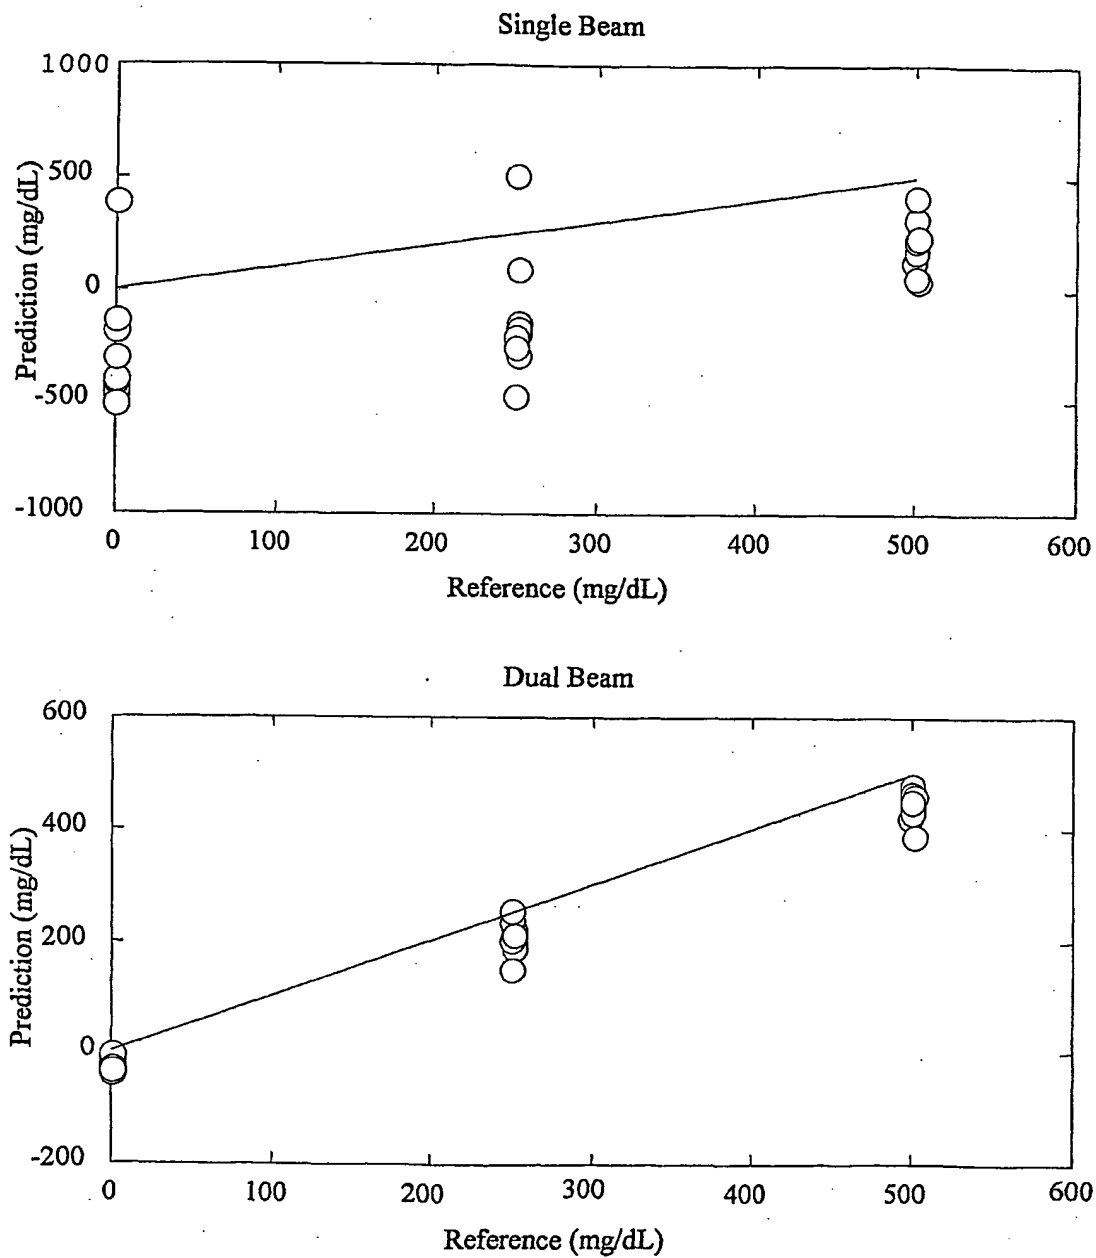 Single Beam
1000
500
0
-500
-1000
Prediction (mg/dL)
0 100 200 300 400 500 600
Reference (mg/dL)
Dual Beam
600
400
200
0
-200
Prediction (mg/dL)
0 100 200 300 400 500 600
Reference (mg/dL)